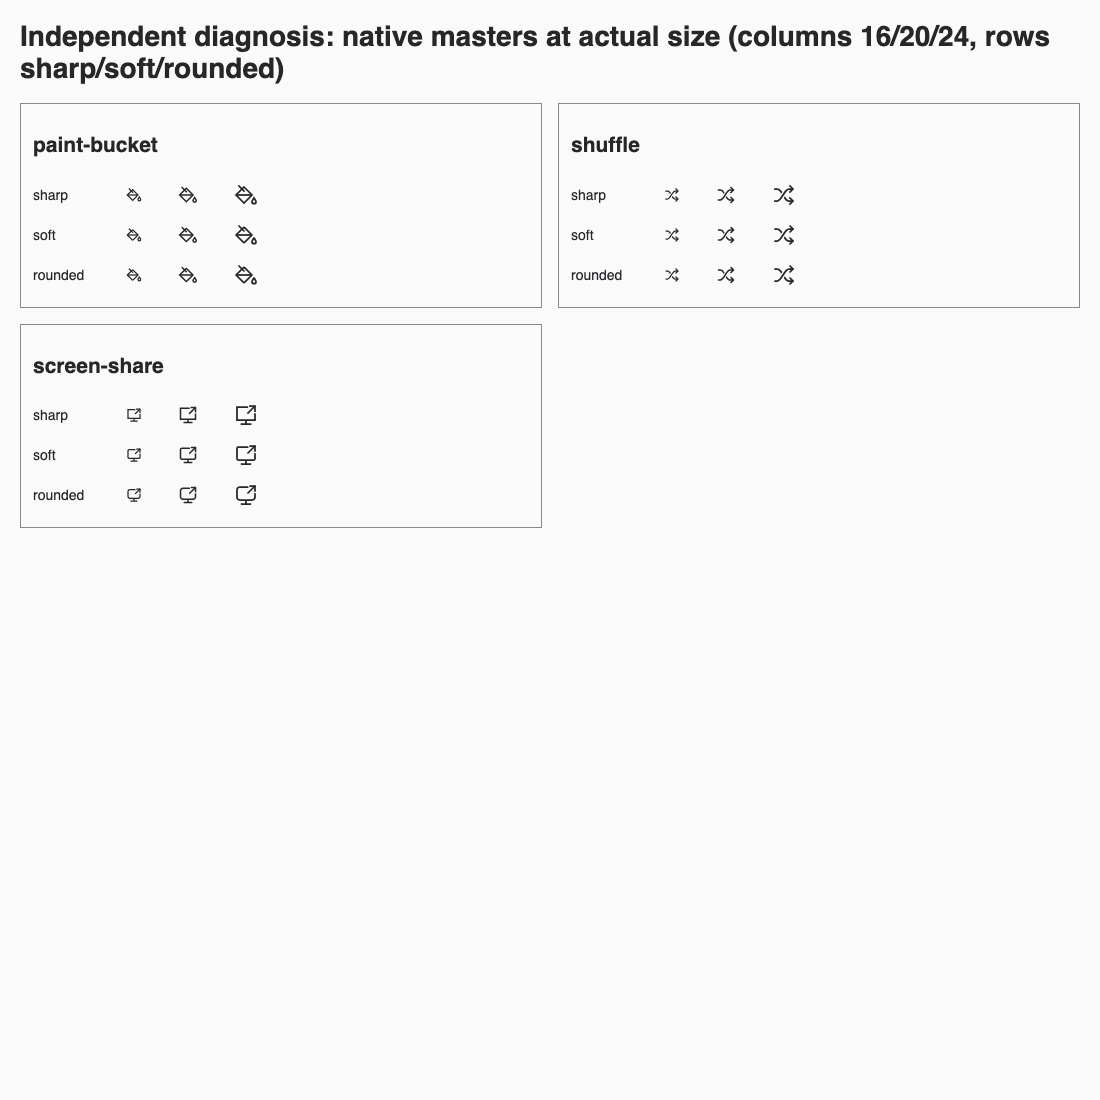 Independent diagnosis: native masters at actual size (columns 16/20/24, rows
sharp/soft/rounded)
paint-bucket
sharp
soft
rounded
shuffle
sharp
soft
rounded
screen-share
sharp
soft
rounded